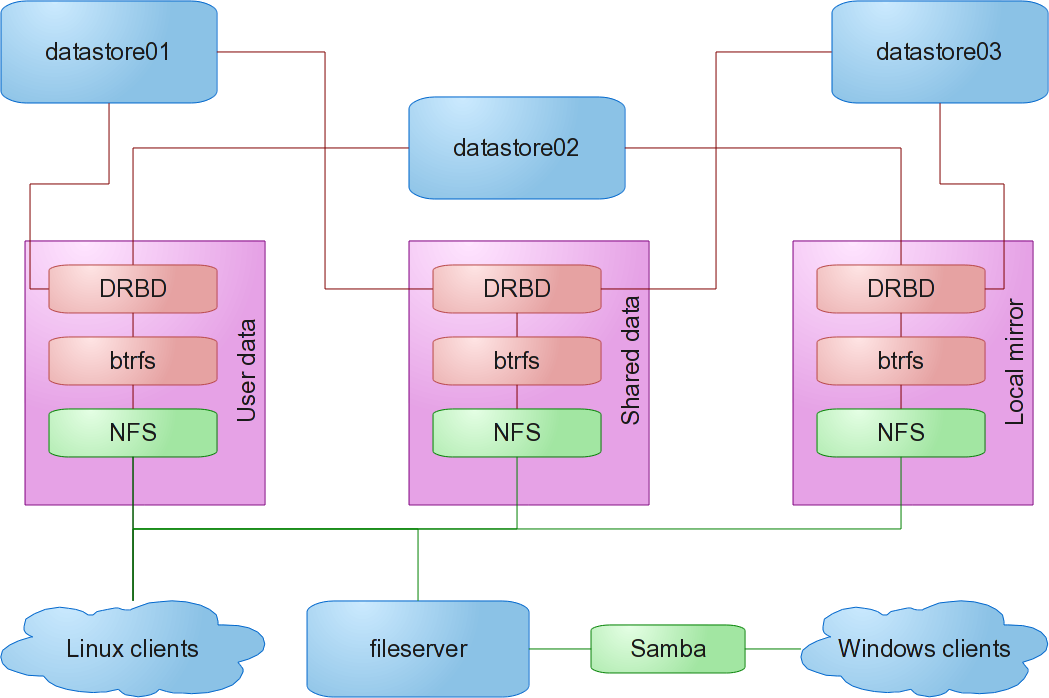 datastore01
datastore03
datastore02
DRBD
btrfs
NFS
User data
DRBD
btrfs
NFS
Shared data
DRBD
btrfs
NFS
Local mirror
Linux clients
fileserver
Samba
Windows clients